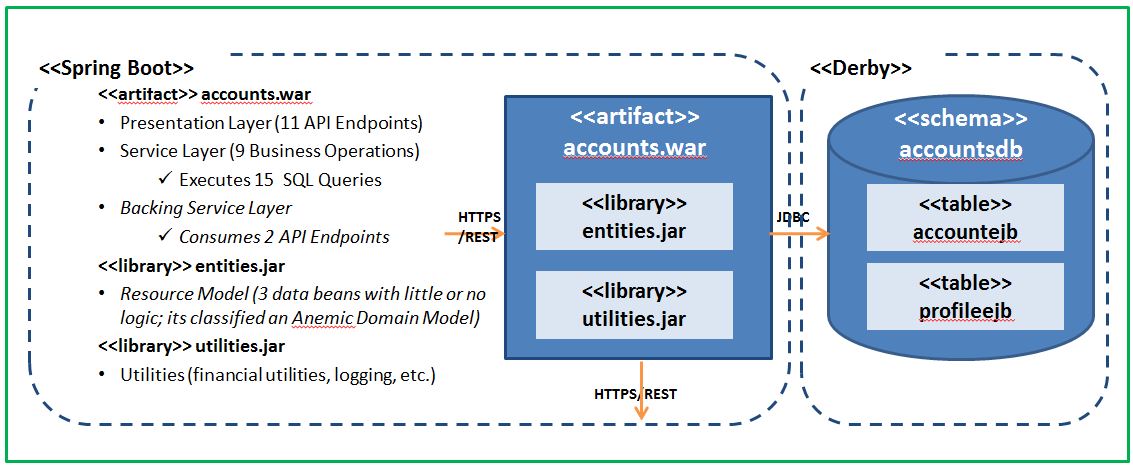 <<Spring Boot>>
<<artifact>> accounts.war
• Presentation Layer (11 API Endpoints)
• Service Layer (9 Business Operations)
✓ Executes 15 SQL Queries
• Backing Service Layer
✓ Consumes 2 API Endpoints
<<library>> entities.jar
• Resource Model (3 data beans with little or no
logic; its classified an Anemic Domain Model)
<<library>> utilities.jar
• Utilities (financial utilities, logging, etc.)
HTTPS
/REST
<<artifact>>
accounts.war
<<library>>
entities.jar
<<library>>
utilities.jar
HTTPS/REST
JDBC
<<Derby>>
<<schema>>
accountsdb
<<table>>
accountejb
<<table>>
profileejb